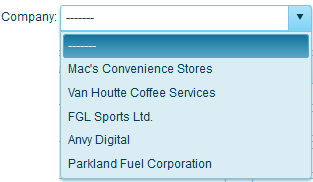 Company: -------
-------
Mac's Convenience Stores
Van Houtte Coffee Services
FGL Sports Ltd.
Anvy Digital
Parkland Fuel Corporation